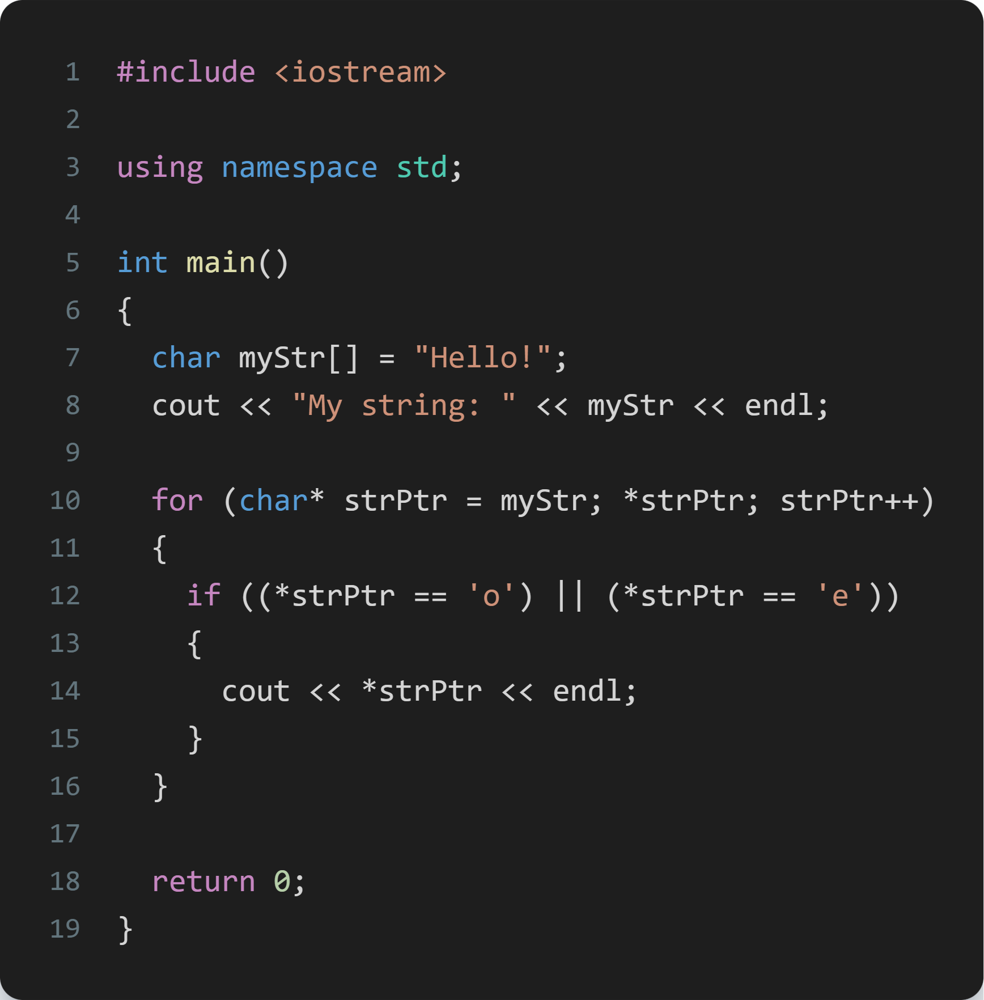 1 #include <iostream>
2
3 using namespace std;
4
5 int main()
6 {
7   char myStr[] = "Hello!";
8   cout << "My string: " << myStr << endl;
9
10   for (char* strPtr = myStr; *strPtr; strPtr++)
11   {
12     if ((*strPtr == 'o') || (*strPtr == 'e'))
13     {
14       cout << *strPtr << endl;
15     }
16   }
17
18   return 0;
19 }